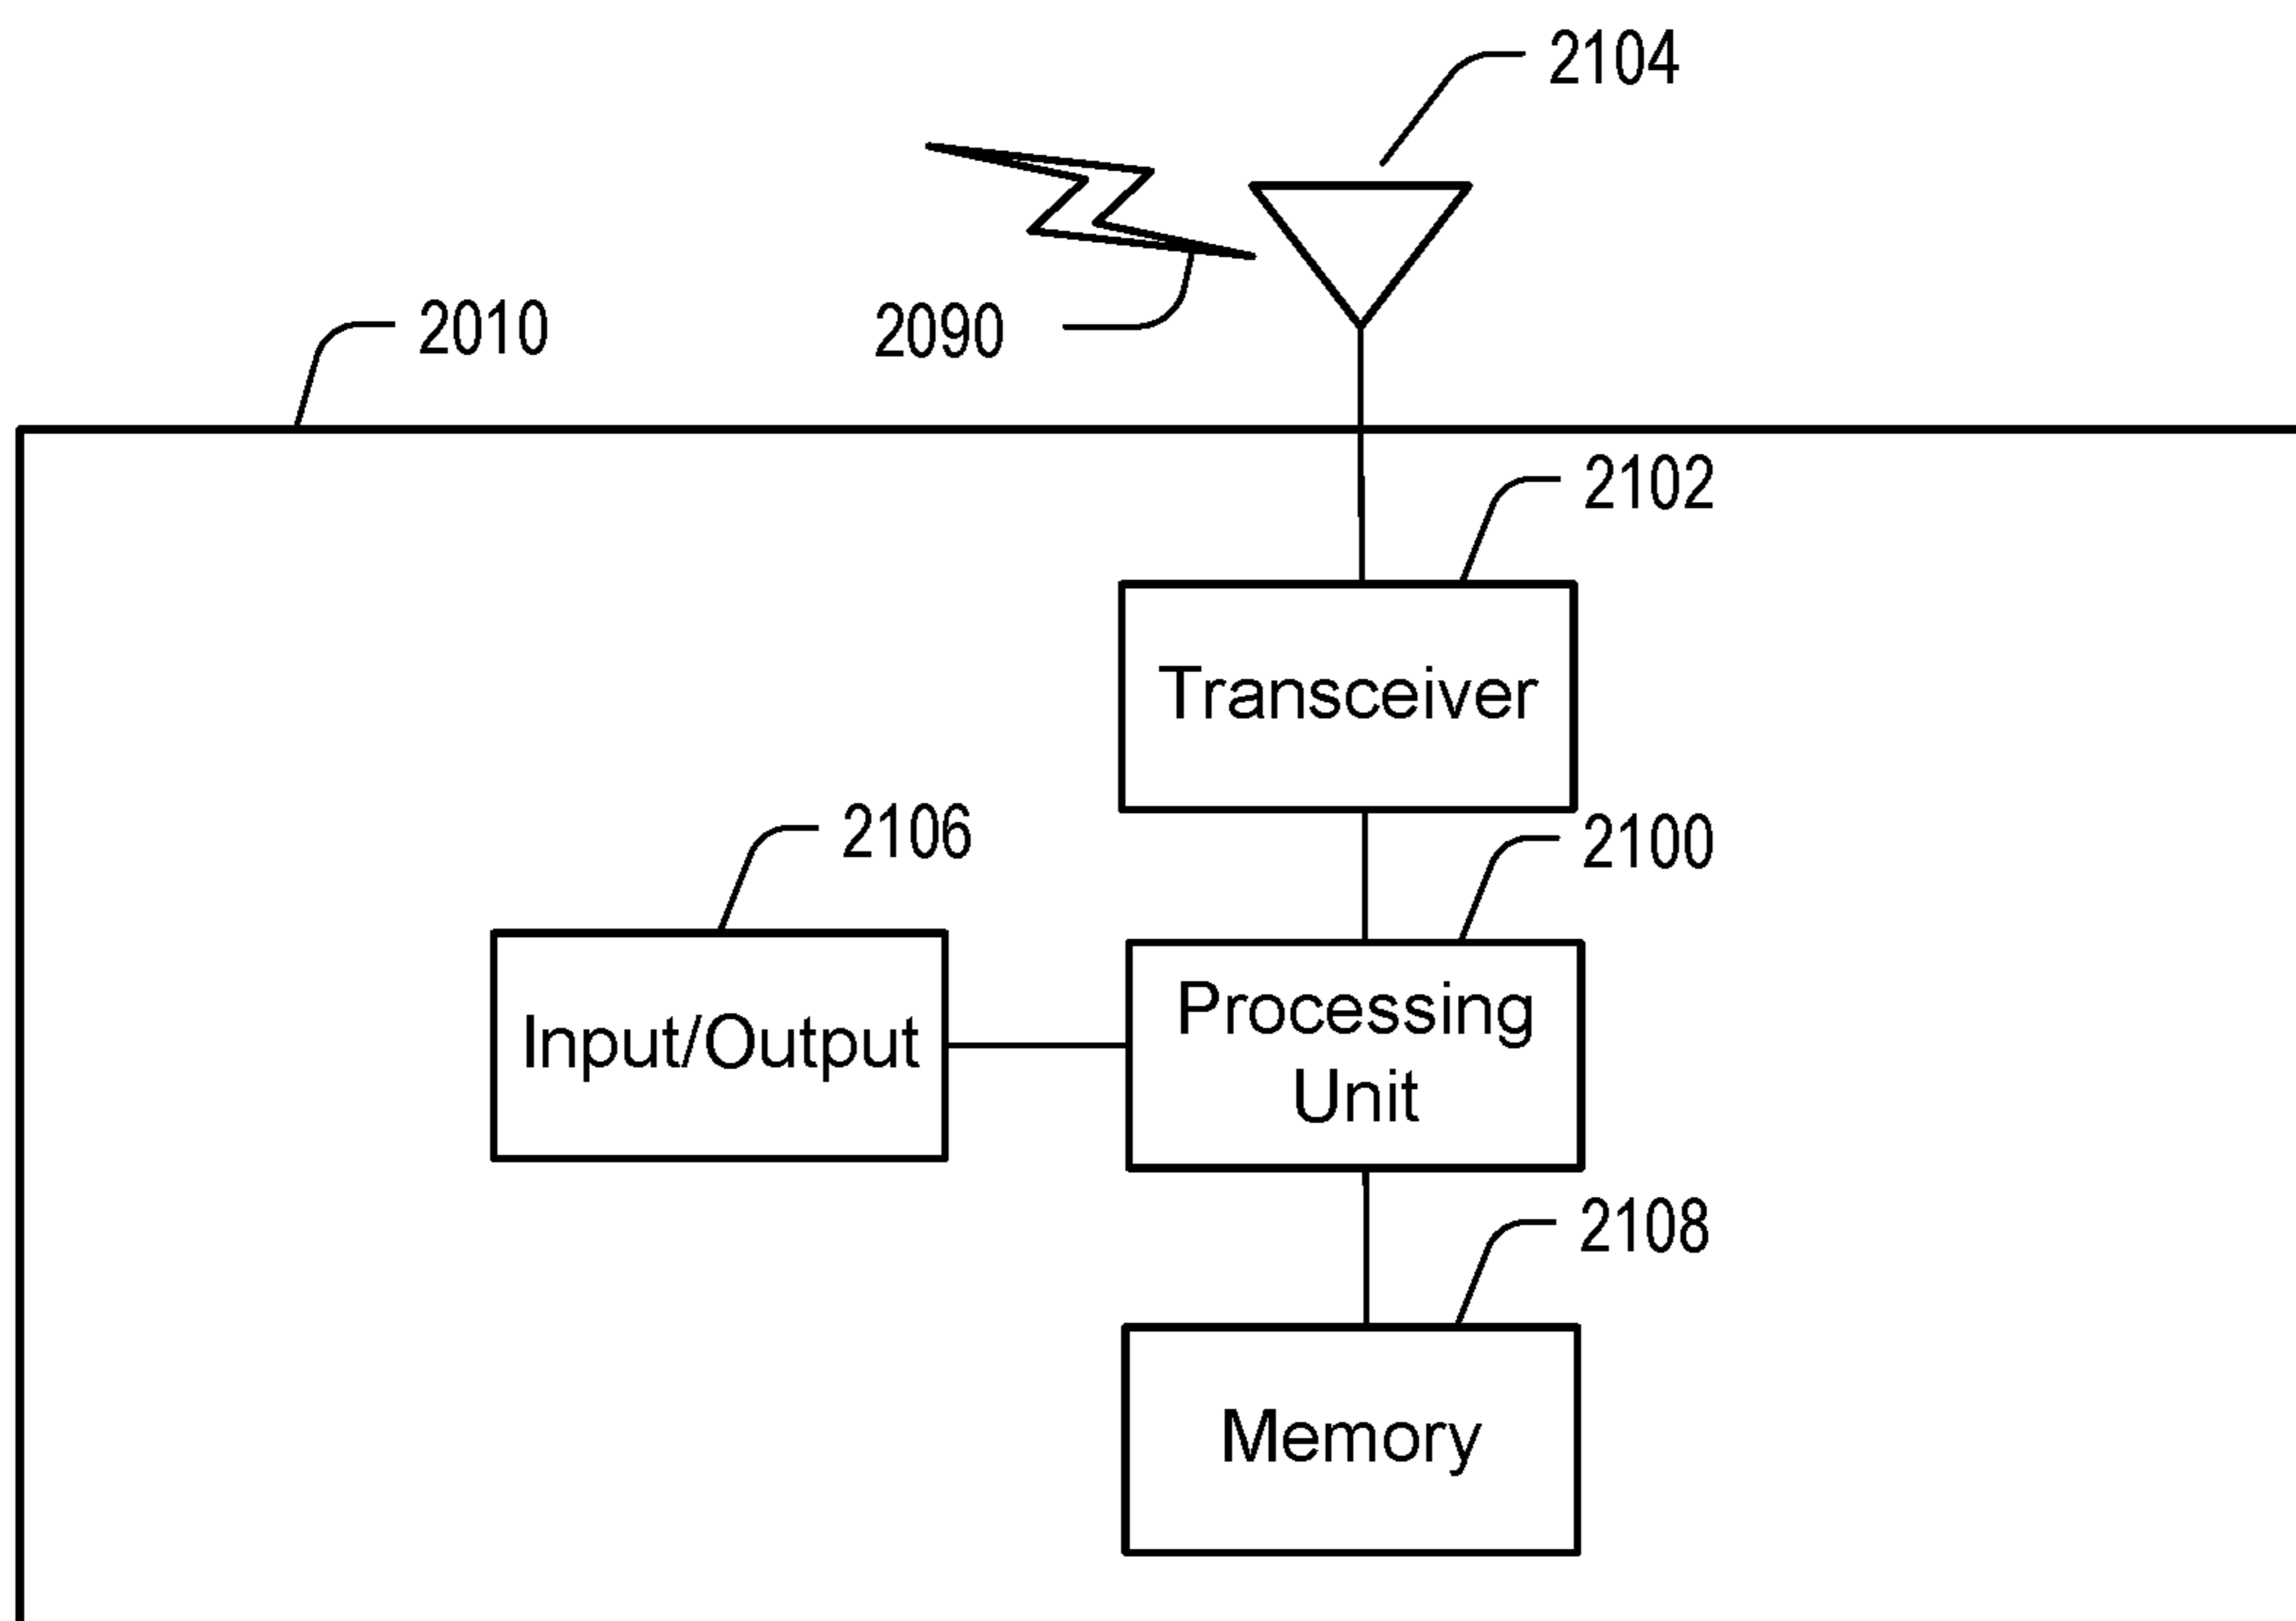 2104
2010
2090
2102
Transceiver
2106
2100
Input/Output
Processing
Unit
2108
Memory